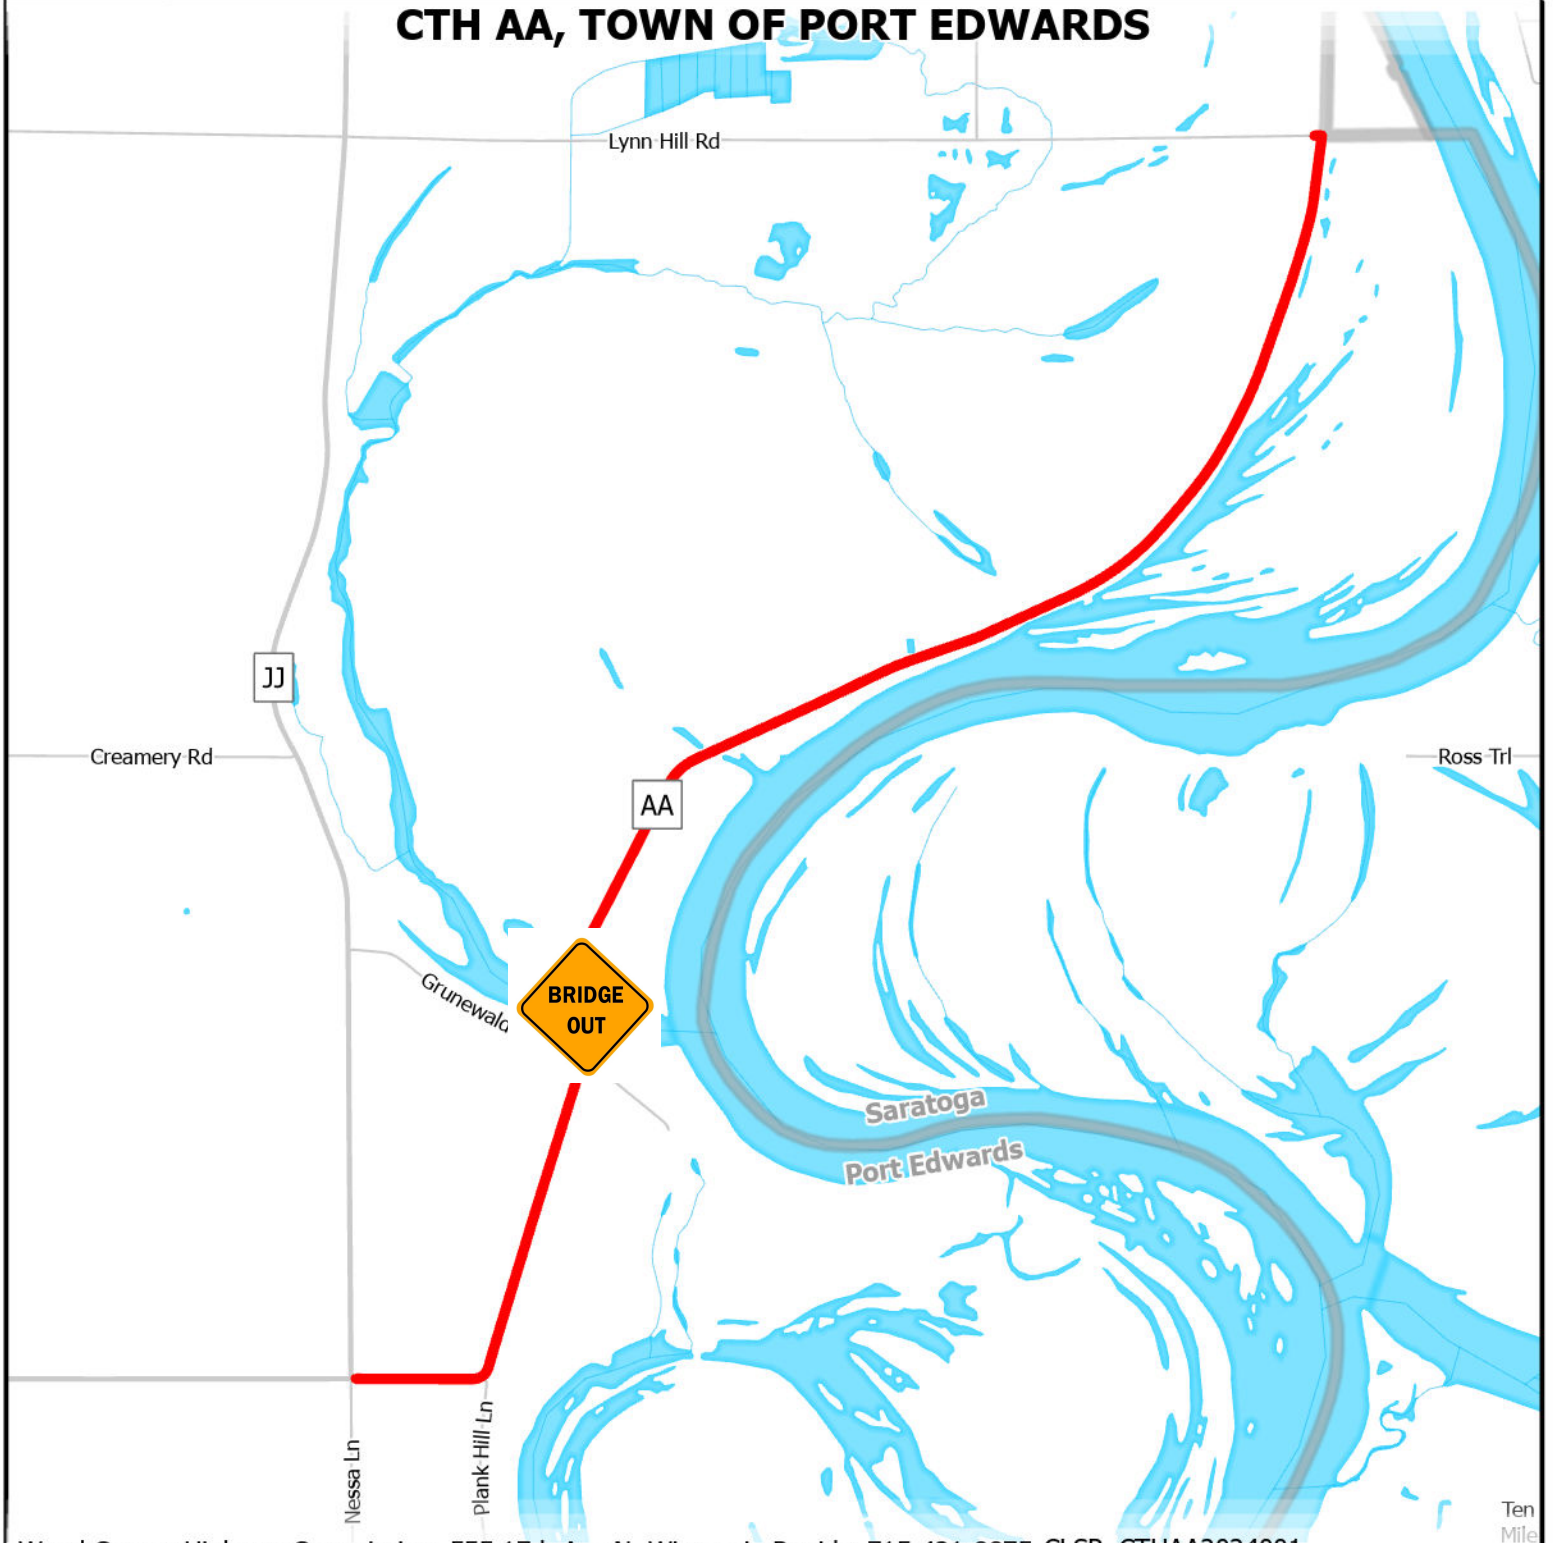 CTH AA, TOWN OF PORT EDWARDS
Lynn Hill Rd
JJ
Creamery Rd
Ross Trl
AA
Grunewald
BRIDGE
OUT
Saratoga
Port Edwards
Nessa Ln
Plank Hill Ln
Ten
Mile